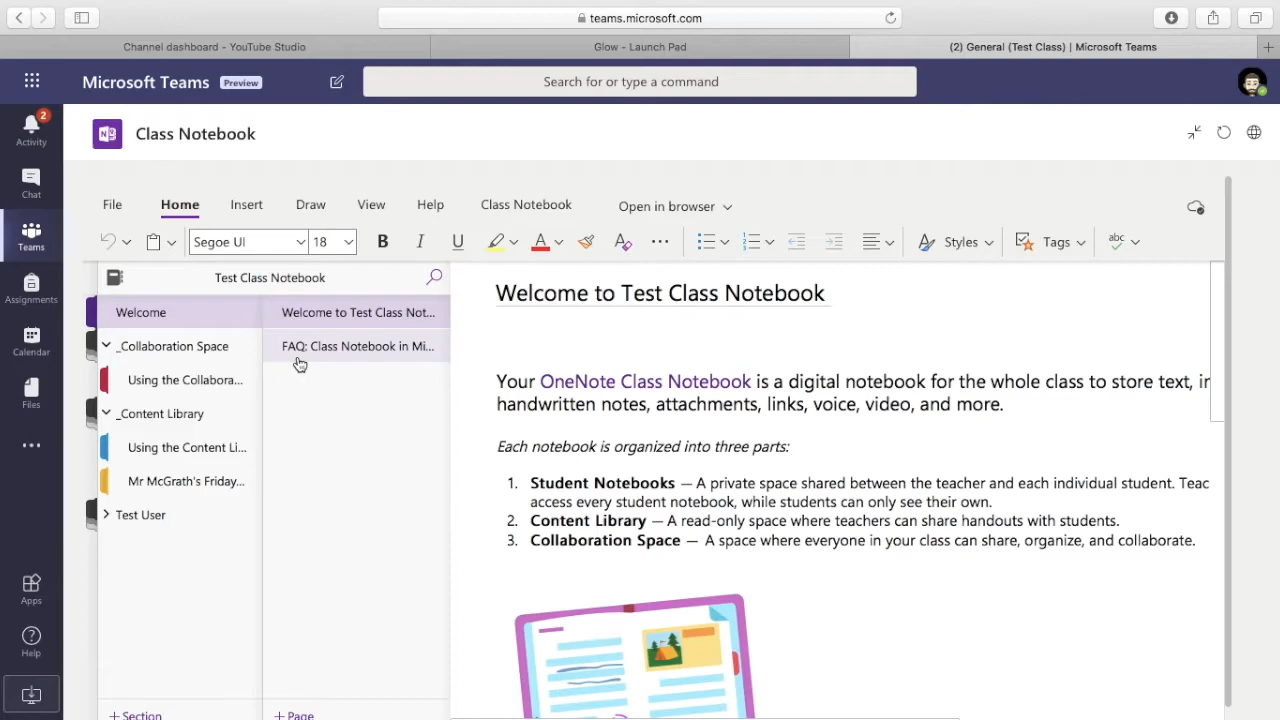 teams.microsoft.com
Channel dashboard - YouTube Studio
Glow - Launch Pad
(2) General (Test Class) | Microsoft Teams
Microsoft Teams
Preview
Search for or type a command
2
Activity
Chat
Teams
Assignments
Calendar
Files
Apps
Help
Class Notebook
File
Home
Insert
Draw
View
Help
Class Notebook
Open in browser
Segoe UI
18
B
I
U
A
Styles
Tags
abc
Test Class Notebook
Welcome
_Collaboration Space
Using the Collabora...
_Content Library
Using the Content Li...
Mr McGrath's Friday...
Test User
+ Section
Welcome to Test Class Not...
FAQ: Class Notebook in Mi...
+ Page
Welcome to Test Class Notebook
Your OneNote Class Notebook is a digital notebook for the whole class to store text,
handwritten notes, attachments, links, voice, video, and more.
Each notebook is organized into three parts:
1. Student Notebooks — A private space shared between the teacher and each individual student. Teac
access every student notebook, while students can only see their own.
2. Content Library — A read-only space where teachers can share handouts with students.
3. Collaboration Space — A space where everyone in your class can share, organize, and collaborate.